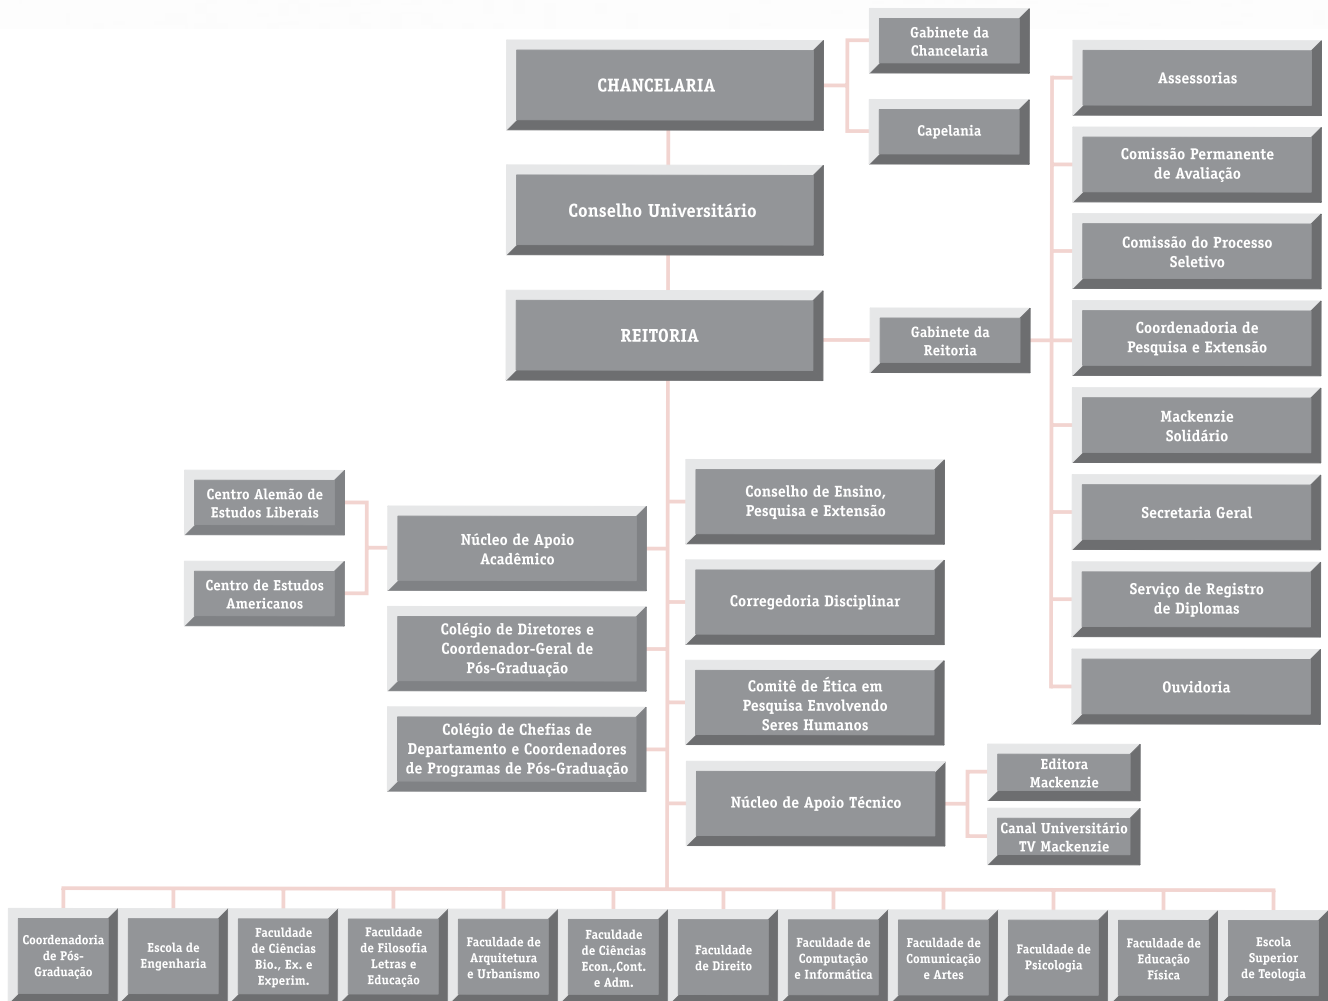 CHANCELARIA
Gabinete da
Chancelaria
Capelania
Conselho Universitário
REITORIA
Gabinete da
Reitoria
Assessorias
Comissão Permanente
de Avaliação
Comissão do Processo
Seletivo
Coordenadoria de
Pesquisa e Extensão
Mackenzie
Solidário
Secretaria Geral
Serviço de Registro
de Diplomas
Ouvidoria
Centro Alemão de
Estudos Liberais
Centro de Estudos
Americanos
Núcleo de Apoio
Acadêmico
Colégio de Diretores e
Coordenador-Geral de
Pós-Graduação
Colégio de Chefias de
Departamento e Coordenadores
de Programas de Pós-Graduação
Conselho de Ensino,
Pesquisa e Extensão
Corregedoria Disciplinar
Comitê de Ética em
Pesquisa Envolvendo
Seres Humanos
Núcleo de Apoio Técnico
Editora
Mackenzie
Canal Universitário
TV Mackenzie
Coordenadoria
de Pós-
Graduação
Escola de
Engenharia
Faculdade
de Ciências
Bio., Ex. e
Experim.
Faculdade
de Filosofia
Letras e
Educação
Faculdade de
Arquitetura
e Urbanismo
Faculdade
de Ciências
Econ.,Cont.
e Adm.
Faculdade
de Direito
Faculdade de
Computação
e Informática
Faculdade de
Comunicação
e Artes
Faculdade de
Psicologia
Faculdade de
Educação
Física
Escola
Superior
de Teologia